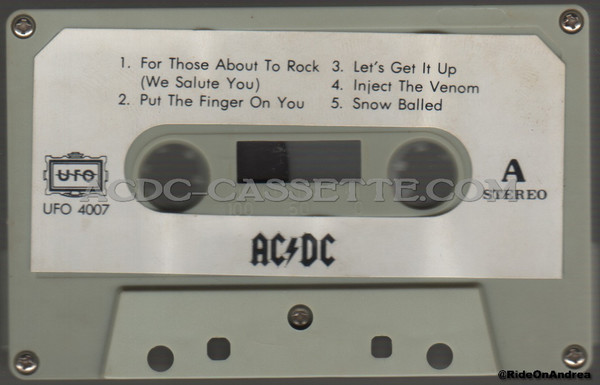 1. For Those About To Rock
(We Salute You)
2. Put The Finger On You
3. Let's Get It Up
4. Inject The Venom
5. Snow Balled
UFO
UFO 4007
ACDC-CASSETTE.COM
A
STEREO
AC⚡DC
@RideOnAndrea